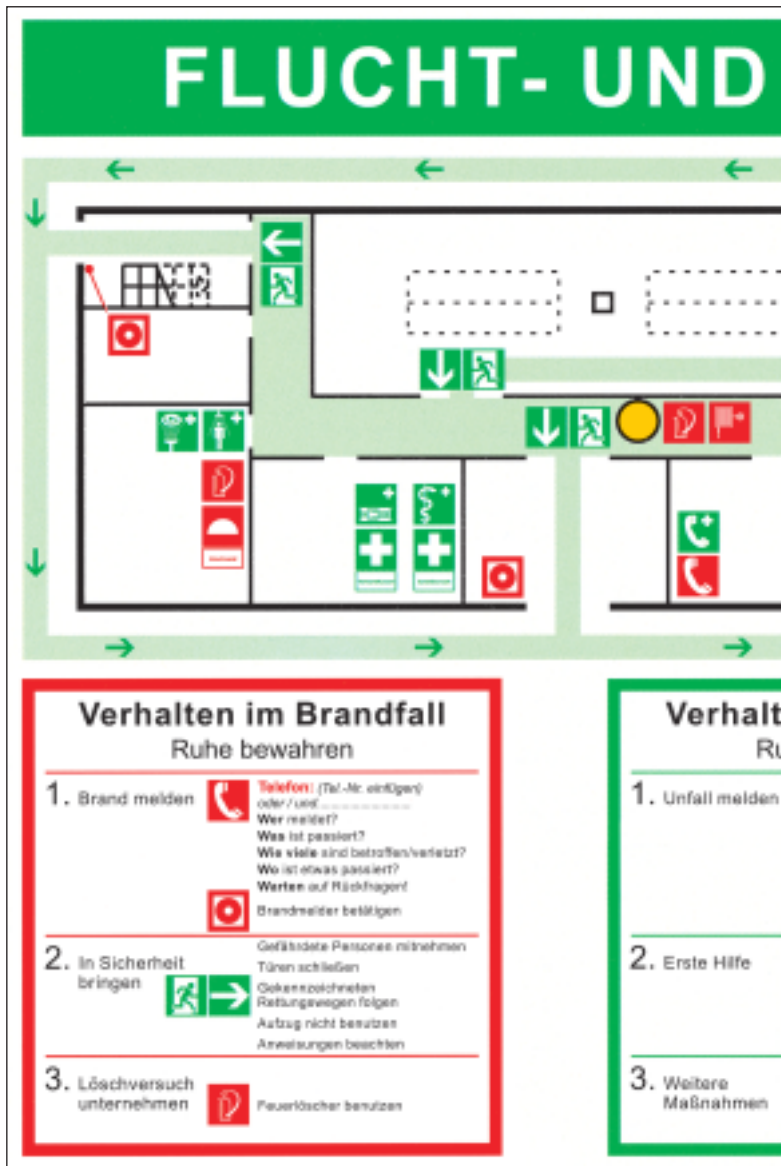 FLUCHT- UND
Verhalten im Brandfall
Ruhe bewahren
1. Brand melden
Telefon: (Tel.-Nr. einfügen)
oder / und
Wer meldet?
Was ist passiert?
Wie viele sind betroffen/verletzt?
Wo ist etwas passiert?
Warten auf Rückfragen!
Brandmelder betätigen
2. In Sicherheit
bringen
Gefährdete Personen mitnehmen
Türen schließen
Gekennzeichneten
Rettungswegen folgen
Aufzug nicht benutzen
Anweisungen beachten
3. Löschversuch
unternehmen
Feuerlöscher benutzen
Verhalt
Ru
1. Unfall melden
2. Erste Hilfe
3. Weitere
Maßnahmen